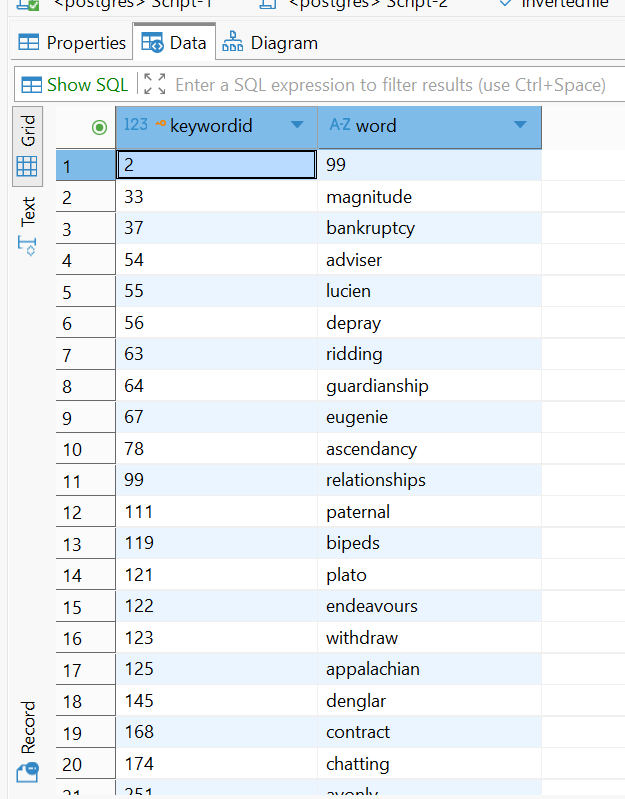 <postgres> Script-1 <postgres> Script-2 invertedfile
Properties Data Diagram
Show SQL Enter a SQL expression to filter results (use Ctrl+Space)
Grid
Text
Record
123 keywordid A-Z word
1 2 99
2 33 magnitude
3 37 bankruptcy
4 54 adviser
5 55 lucien
6 56 depray
7 63 ridding
8 64 guardianship
9 67 eugenie
10 78 ascendancy
11 99 relationships
12 111 paternal
13 119 bipeds
14 121 plato
15 122 endeavours
16 123 withdraw
17 125 appalachian
18 145 denglar
19 168 contract
20 174 chatting
21 251